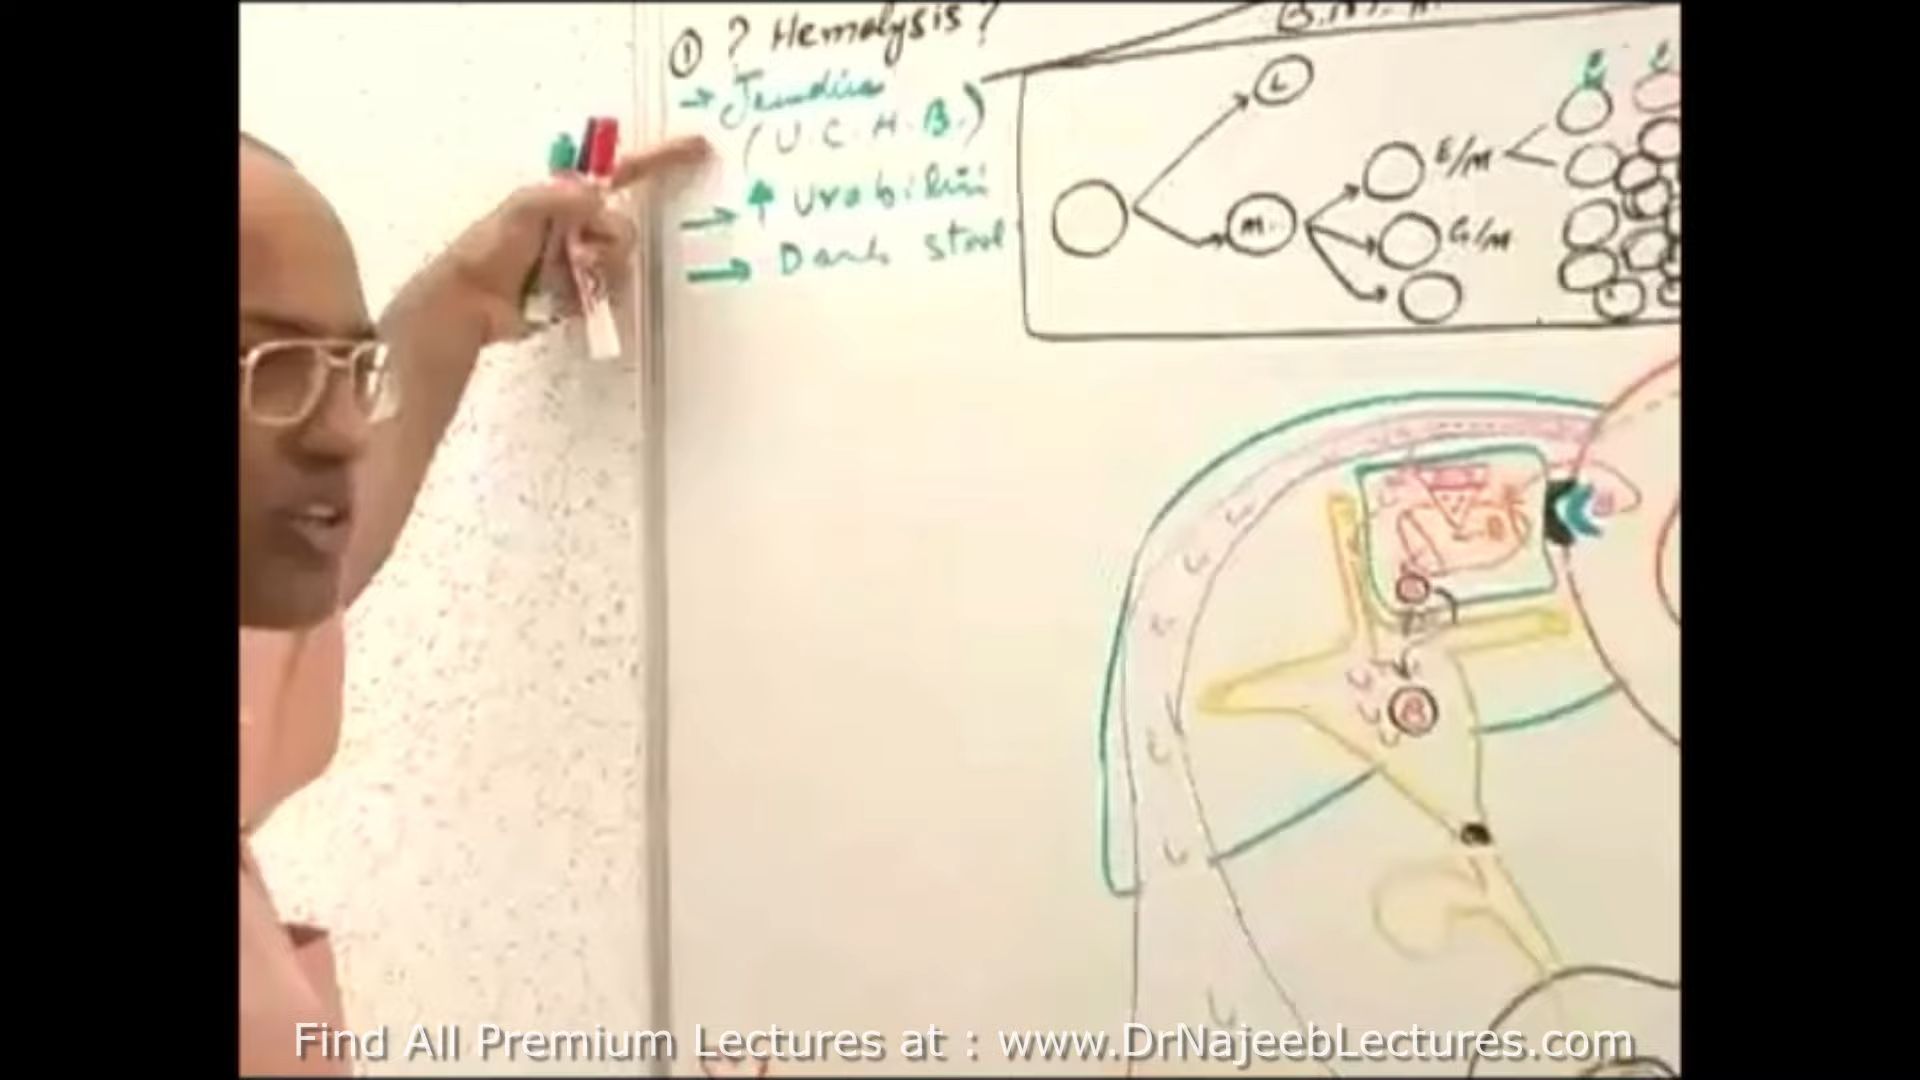 ① ? Hemolysis?
→ Jaundice
(U.C.H.B.)
→ ↑ urobilin
→ Dark stool
L
M
E/M
G/M
B
Find All Premium Lectures at : www.DrNajeebLectures.com